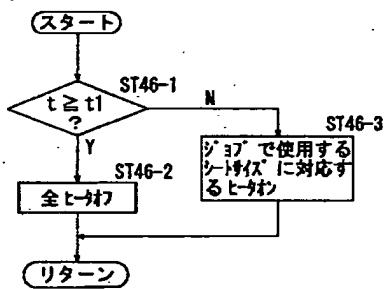 スタート
ST46-1
t≧t1
?
N
Y
ST46-3
ジョブで使用する
シートサイズに対応す
るヒータオン
ST46-2
全ヒータオフ
リターン